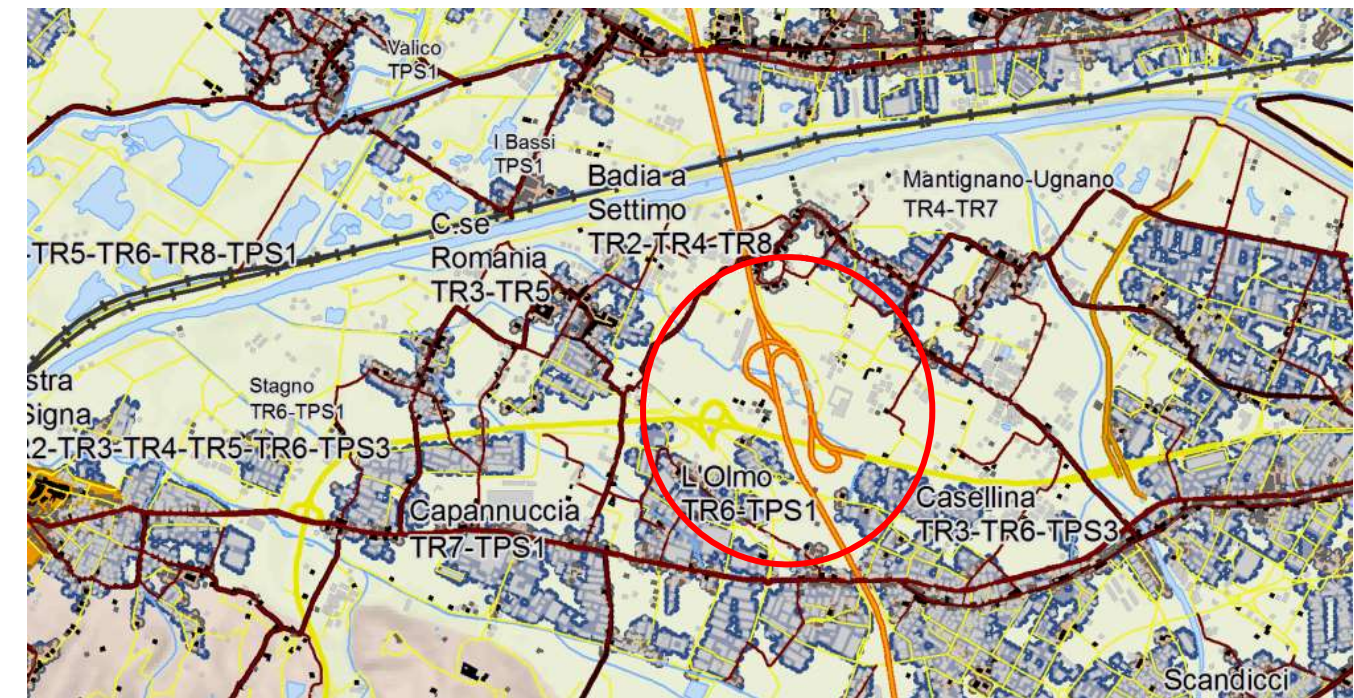 Valico
TPS1
I Bassi
TPS1
Badia a
Settimo
TR2-TR4-TR8
Mantignano-Ugnano
TR4-TR7
C.se
Romania
TR3-TR5
-TR5-TR6-TR8-TPS1
stra
Signa
R2-TR3-TR4-TR5-TR6-TPS3
Stagno
TR6-TPS1
L'Olmo
TR6-TPS1
Capannuccia
TR7-TPS1
Casellina
TR3-TR6-TPS3
Scandicci